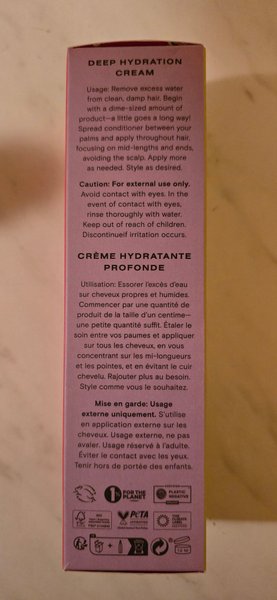 DEEP HYDRATION
CREAM
Usage: Remove excess water
from clean, damp hair. Begin
with a dime-sized amount of
product—a little goes a long way!
Spread conditioner between your
palms and apply throughout hair,
focusing on mid-lengths and ends,
avoiding the scalp. Apply more
as needed. Style as desired.
Caution: For external use only.
Avoid contact with eyes. In the
event of contact with eyes,
rinse thoroughly with water.
Keep out of reach of children.
Discontinueif irritation occurs.
CRÈME HYDRATANTE
PROFONDE
Utilisation: Essorer l'excès d'eau
sur cheveux propres et humides.
Commencer par une quantité de
produit de la taille d'un centime—
une petite quantité suffit. Étaler le
soin entre vos paumes et appliquer
sur tous les cheveux, en vous
concentrant sur les mi-longueurs
et les pointes, et en évitant le cuir
chevelu. Rajouter plus au besoin.
Style comme vous le souhaitez.
Mise en garde: Usage
externe uniquement. S'utilise
en application externe sur les
cheveux. Usage externe, ne pas
avaler. Usage réservé à l'adulte.
Éviter le contact avec les yeux.
Tenir hors de portée des enfants.
1% FOR THE
PLANET
PLASTIC
NEGATIVE
FSC
MIX
PETA
12 M